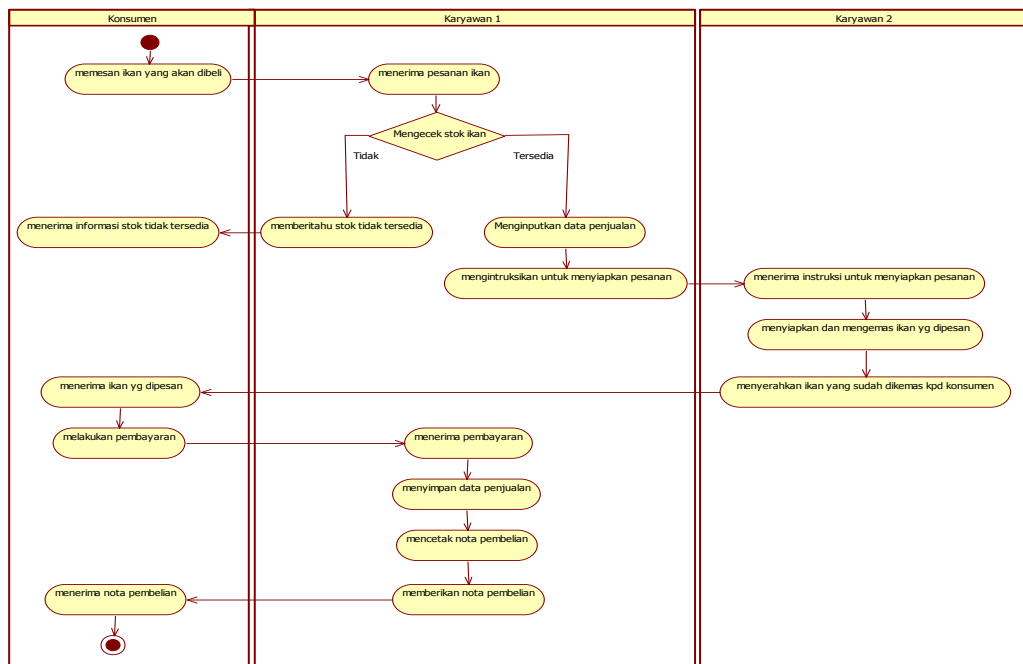 Konsumen
Karyawan 1
Karyawan 2
memesan ikan yang akan dibeli
menerima pesanan ikan
Mengecek stok ikan
Tidak
Tersedia
menerima informasi stok tidak tersedia
memberitahu stok tidak tersedia
Menginputkan data penjualan
mengintruksikan untuk menyiapkan pesanan
menerima instruksi untuk menyiapkan pesanan
menyiapkan dan mengemas ikan yg dipesan
menerima ikan yg dipesan
menyerahkan ikan yang sudah dikemas kpd konsumen
melakukan pembayaran
menerima pembayaran
menyimpan data penjualan
mencetak nota pembelian
menerima nota pembelian
memberikan nota pembelian